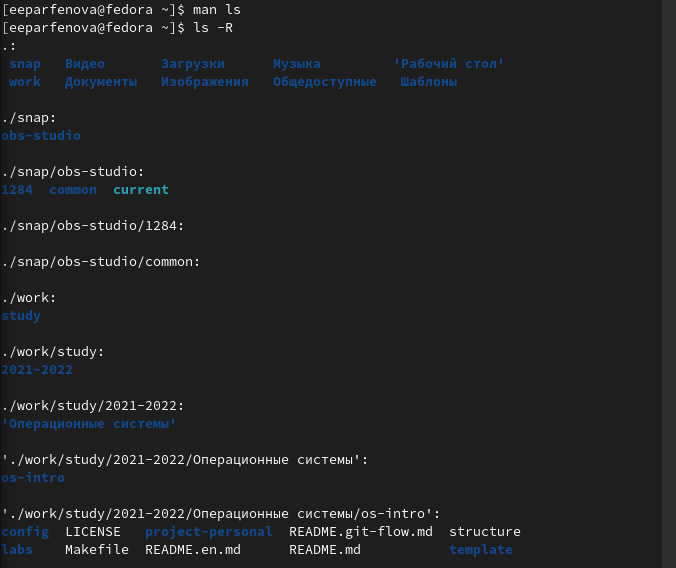 [eeparfenova@fedora ~]$ man ls
[eeparfenova@fedora ~]$ ls -R
.:
snap Видео Загрузки Музыка 'Рабочий стол'
work Документы Изображения Общедоступные Шаблоны
./snap:
obs-studio
./snap/obs-studio:
1284 common current
./snap/obs-studio/1284:
./snap/obs-studio/common:
./work:
study
./work/study:
2021-2022
./work/study/2021-2022:
'Операционные системы'
'./work/study/2021-2022/Операционные системы':
os-intro
'./work/study/2021-2022/Операционные системы/os-intro':
config LICENSE project-personal README.git-flow.md structure
labs Makefile README.en.md README.md template